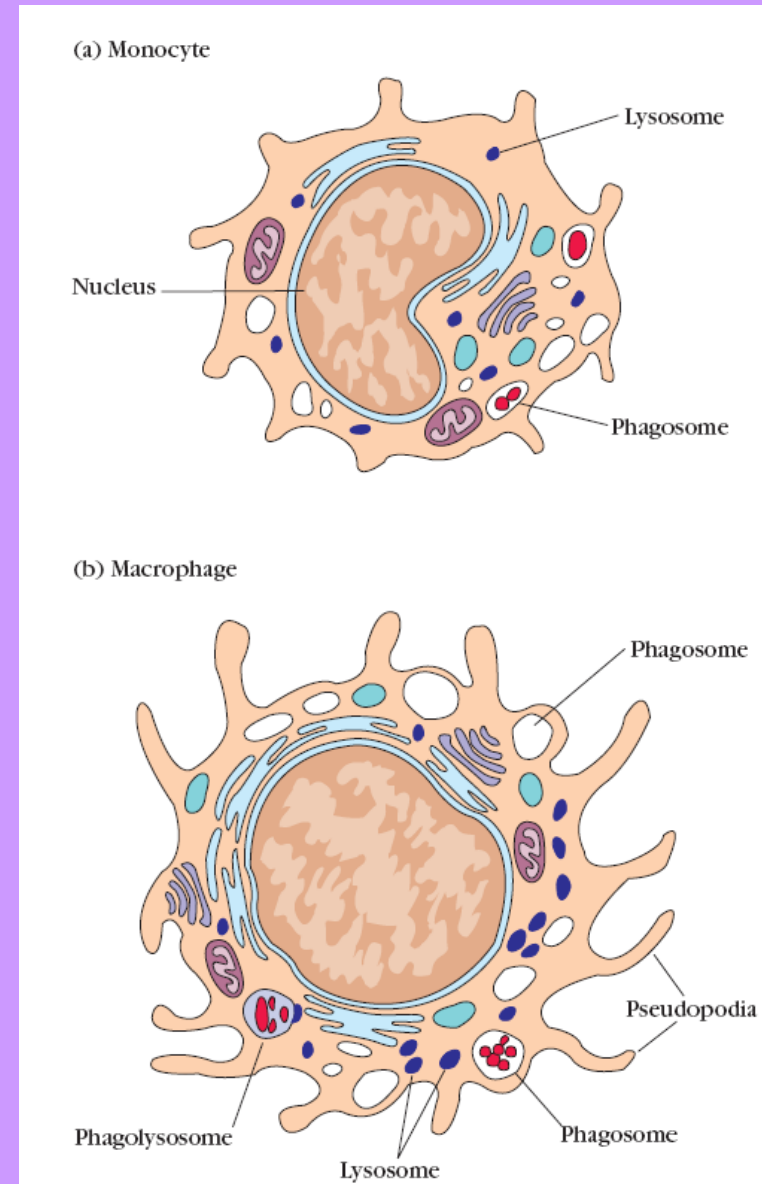 (a) Monocyte
Lysosome
Nucleus
Phagosome
(b) Macrophage
Phagosome
Pseudopodia
Phagolysosome
Phagosome
Lysosome